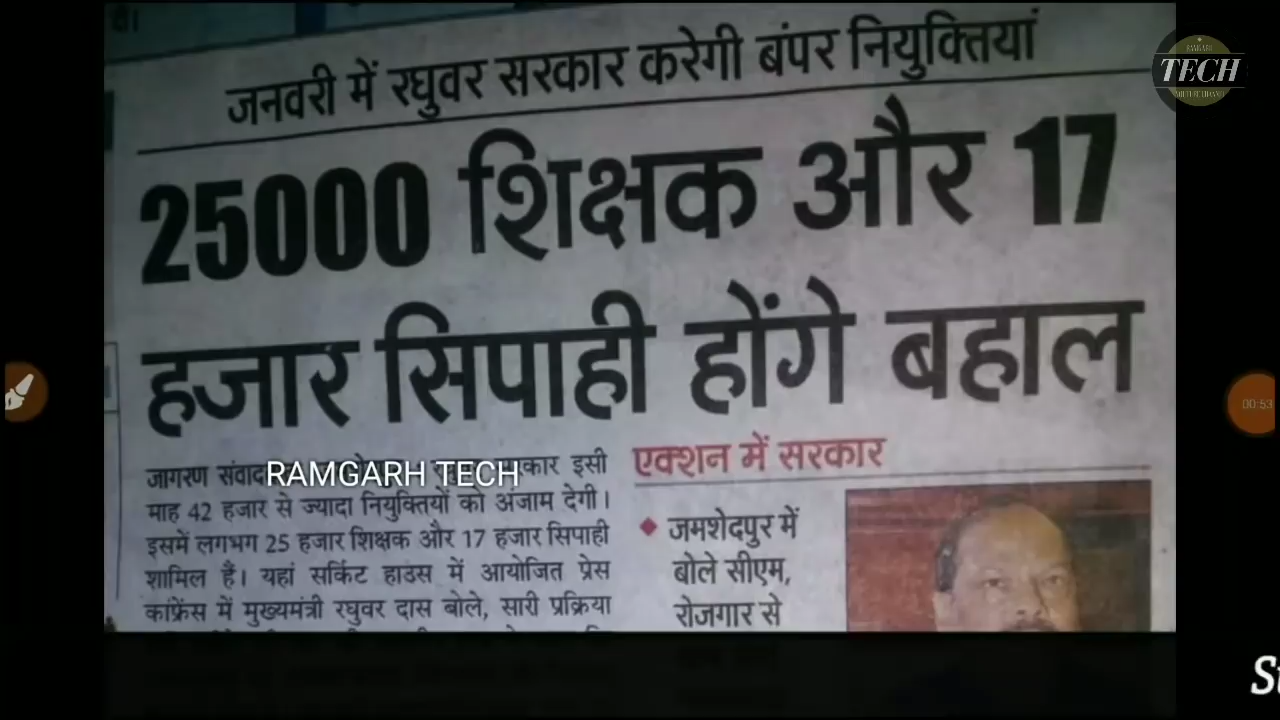 जनवरी में रघुवर सरकार करेगी बंपर नियुक्तियां
25000 शिक्षक और 17
हजार सिपाही होंगे बहाल
जागरण संवाद
RAMGARH TECH
कार इसी
माह 42 हजार से ज्यादा नियुक्तियों को अंजाम देगी।
इसमें लगभग 25 हजार शिक्षक और 17 हजार सिपाही
शामिल हैं। यहां सर्किट हाउस में आयोजित प्रेस
कांफ्रेंस में मुख्यमंत्री रघुवर दास बोले, सारी प्रक्रिया
एक्शन में सरकार
जमशेदपुर में
बोले सीएम,
रोजगार से
RAMGARH
TECH
00:53